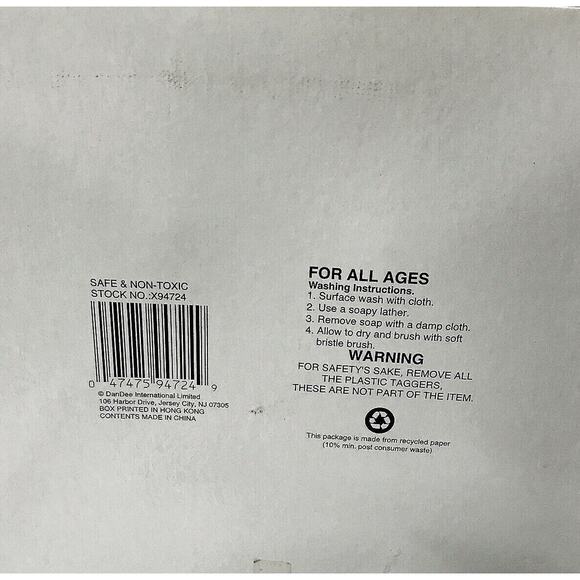 SAFE & NON-TOXIC
STOCK NO.:X94724
0 47475 94724 9
© DanDee International Limited
106 Harbor Drive, Jersey City, NJ 07305
BOX PRINTED IN HONG KONG
CONTENTS MADE IN CHINA
FOR ALL AGES
Washing Instructions.
1. Surface wash with cloth.
2. Use a soapy lather.
3. Remove soap with a damp cloth.
4. Allow to dry and brush with soft
bristle brush.
WARNING
FOR SAFETY'S SAKE, REMOVE ALL
THE PLASTIC TAGGERS,
THESE ARE NOT PART OF THE ITEM.
This package is made from recycled paper
(10% min. post consumer waste)